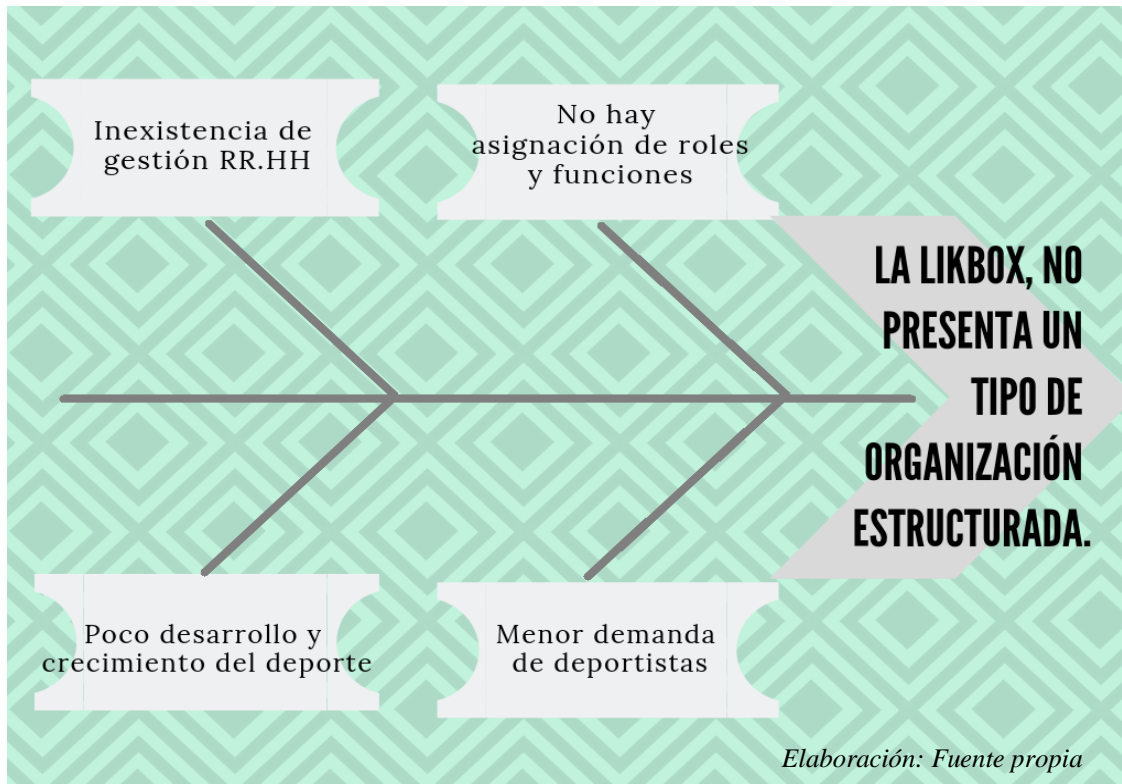 Inexistencia de
gestión RR.HH
No hay
asignación de roles
y funciones
LA LIKBOX, NO
PRESENTA UN
TIPO DE
ORGANIZACIÓN
ESTRUCTURADA.
Poco desarrollo y
crecimiento del deporte
Menor demanda
de deportistas
Elaboración: Fuente propia